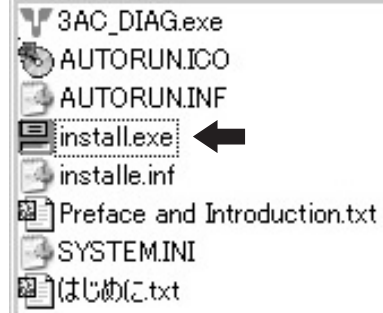 3AC_DIAG.exe
AUTORUN.ICO
AUTORUN.INF
install.exe
installe.inf
Preface and Introduction.txt
SYSTEM.INI
はじめに.txt